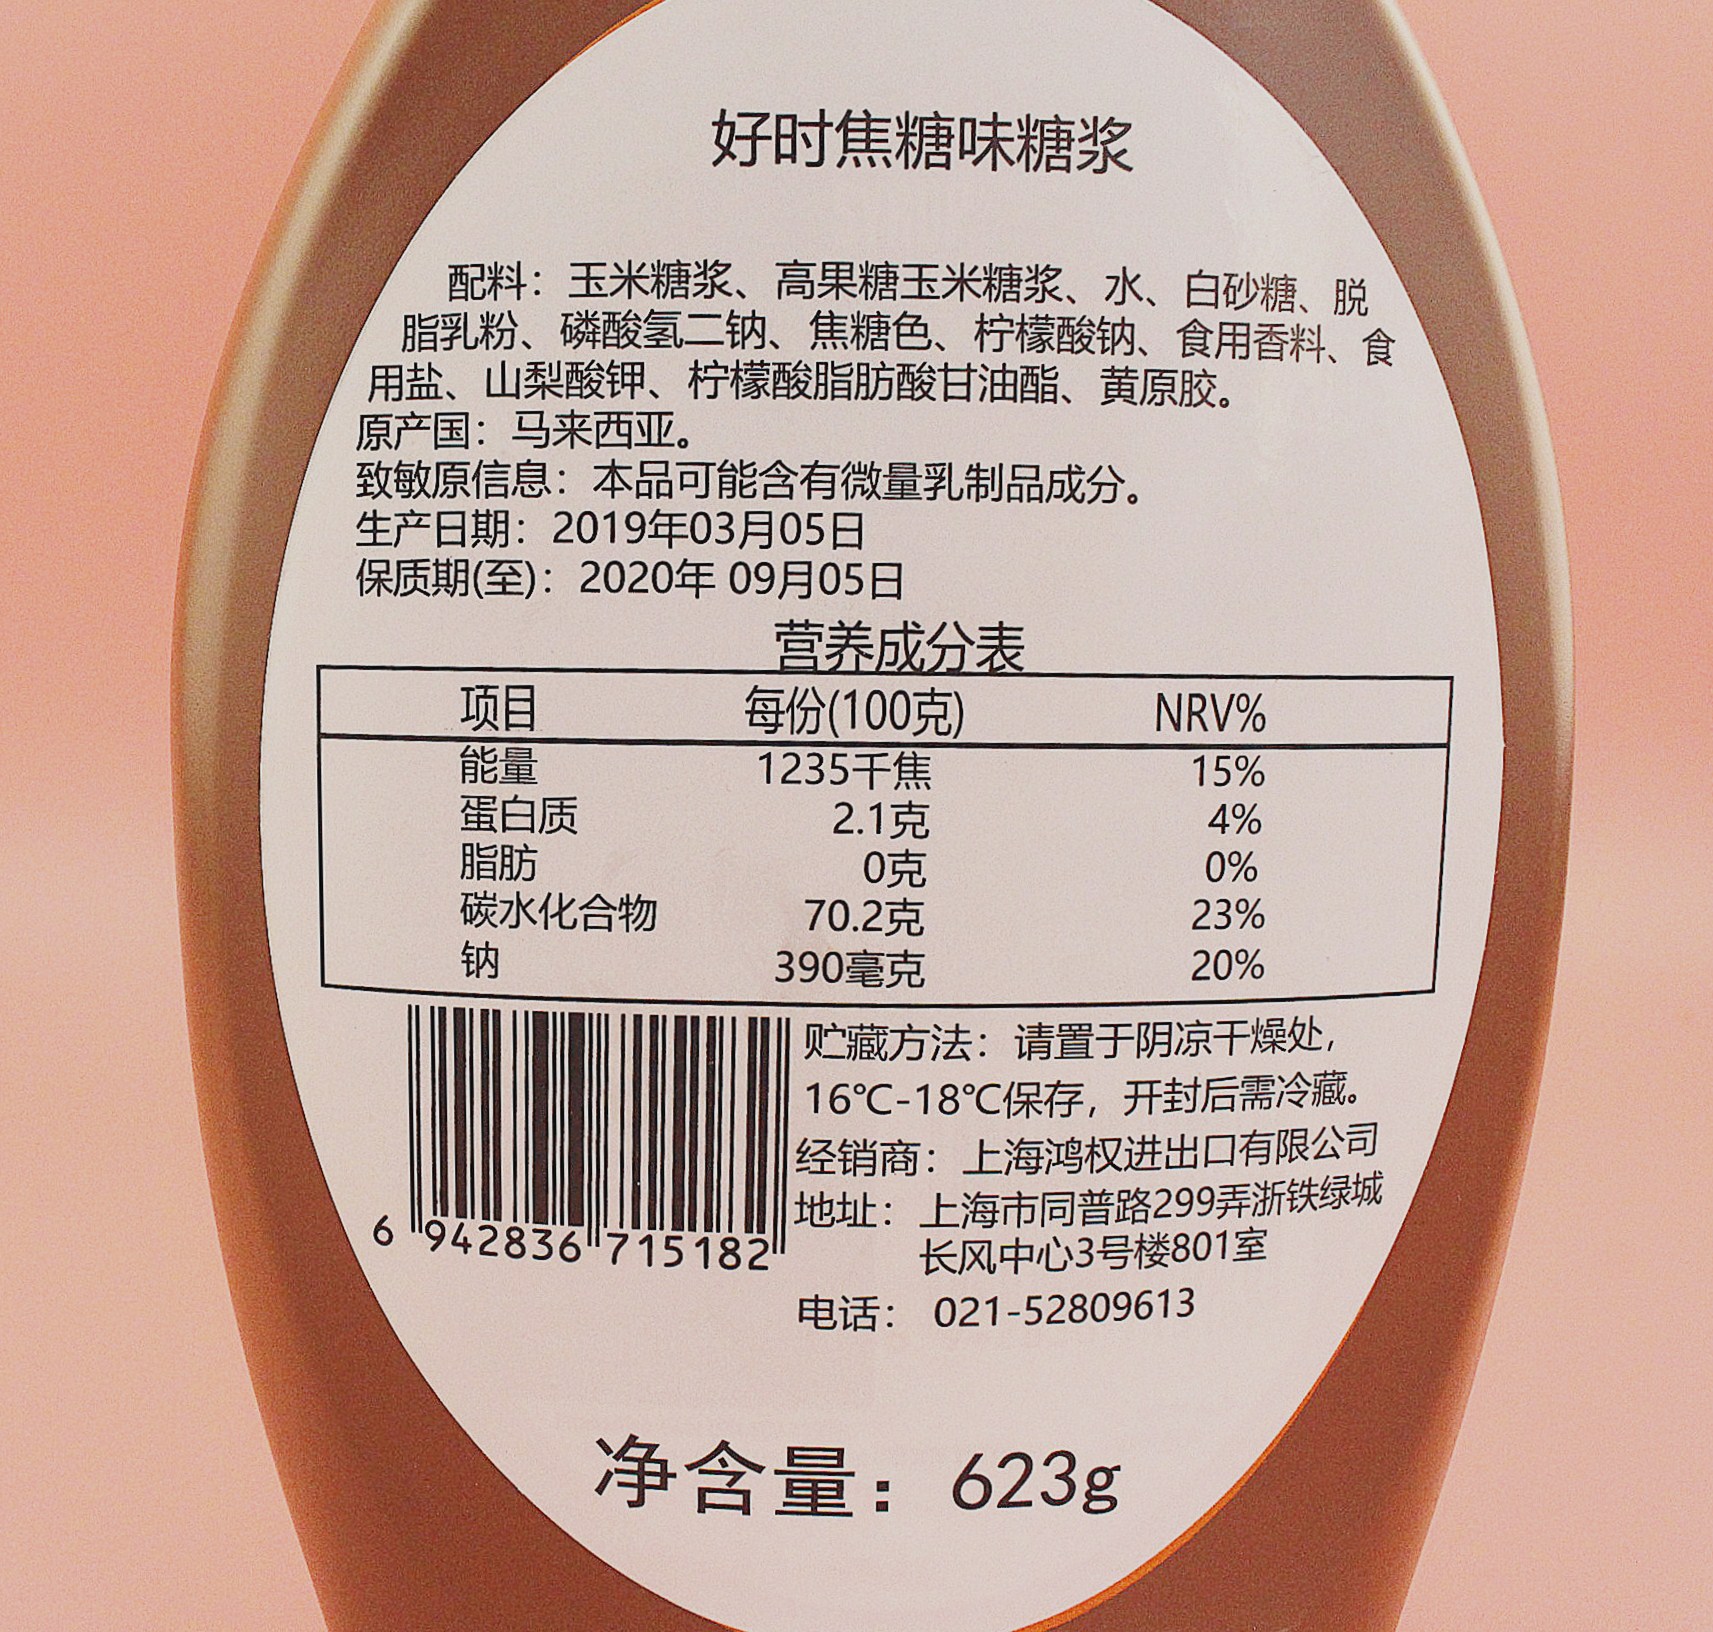 好时焦糖味糖浆
配料：玉米糖浆、高果糖玉米糖浆、水、白砂糖、脱
脂乳粉、磷酸氢二钠、焦糖色、柠檬酸钠、食用香料、食
用盐、山梨酸钾、柠檬酸脂肪酸甘油酯、黄原胶。
原产国：马来西亚。
致敏原信息：本品可能含有微量乳制品成分。
生产日期：2019年03月05日
保质期(至)：2020年 09月05日
营养成分表
项目 每份(100克) NRV%
能量 1235千焦 15%
蛋白质 2.1克 4%
脂肪 0克 0%
碳水化合物 70.2克 23%
钠 390毫克 20%
贮藏方法：请置于阴凉干燥处，
16℃-18℃保存，开封后需冷藏。
经销商：上海鸿权进出口有限公司
地址：上海市同普路299弄浙铁绿城
长风中心3号楼801室
电话： 021-52809613
6 942836 715182
净含量：623g